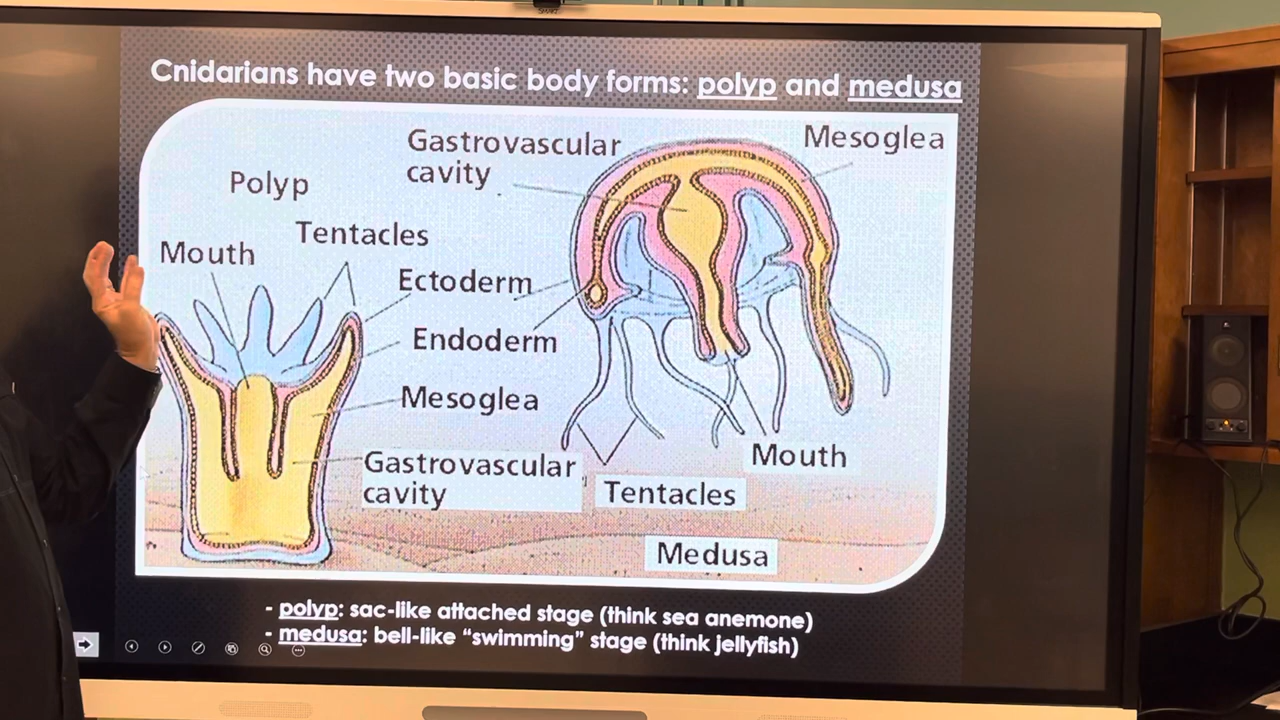 SMART
Cnidarians have two basic body forms: polyp and medusa
Gastrovascular
cavity
Mesoglea
Polyp
Tentacles
Mouth
Ectoderm
Endoderm
Mesoglea
Gastrovascular
cavity
Mouth
Tentacles
Medusa
- polyp: sac-like attached stage (think sea anemone)
- medusa: bell-like “swimming” stage (think jellyfish)